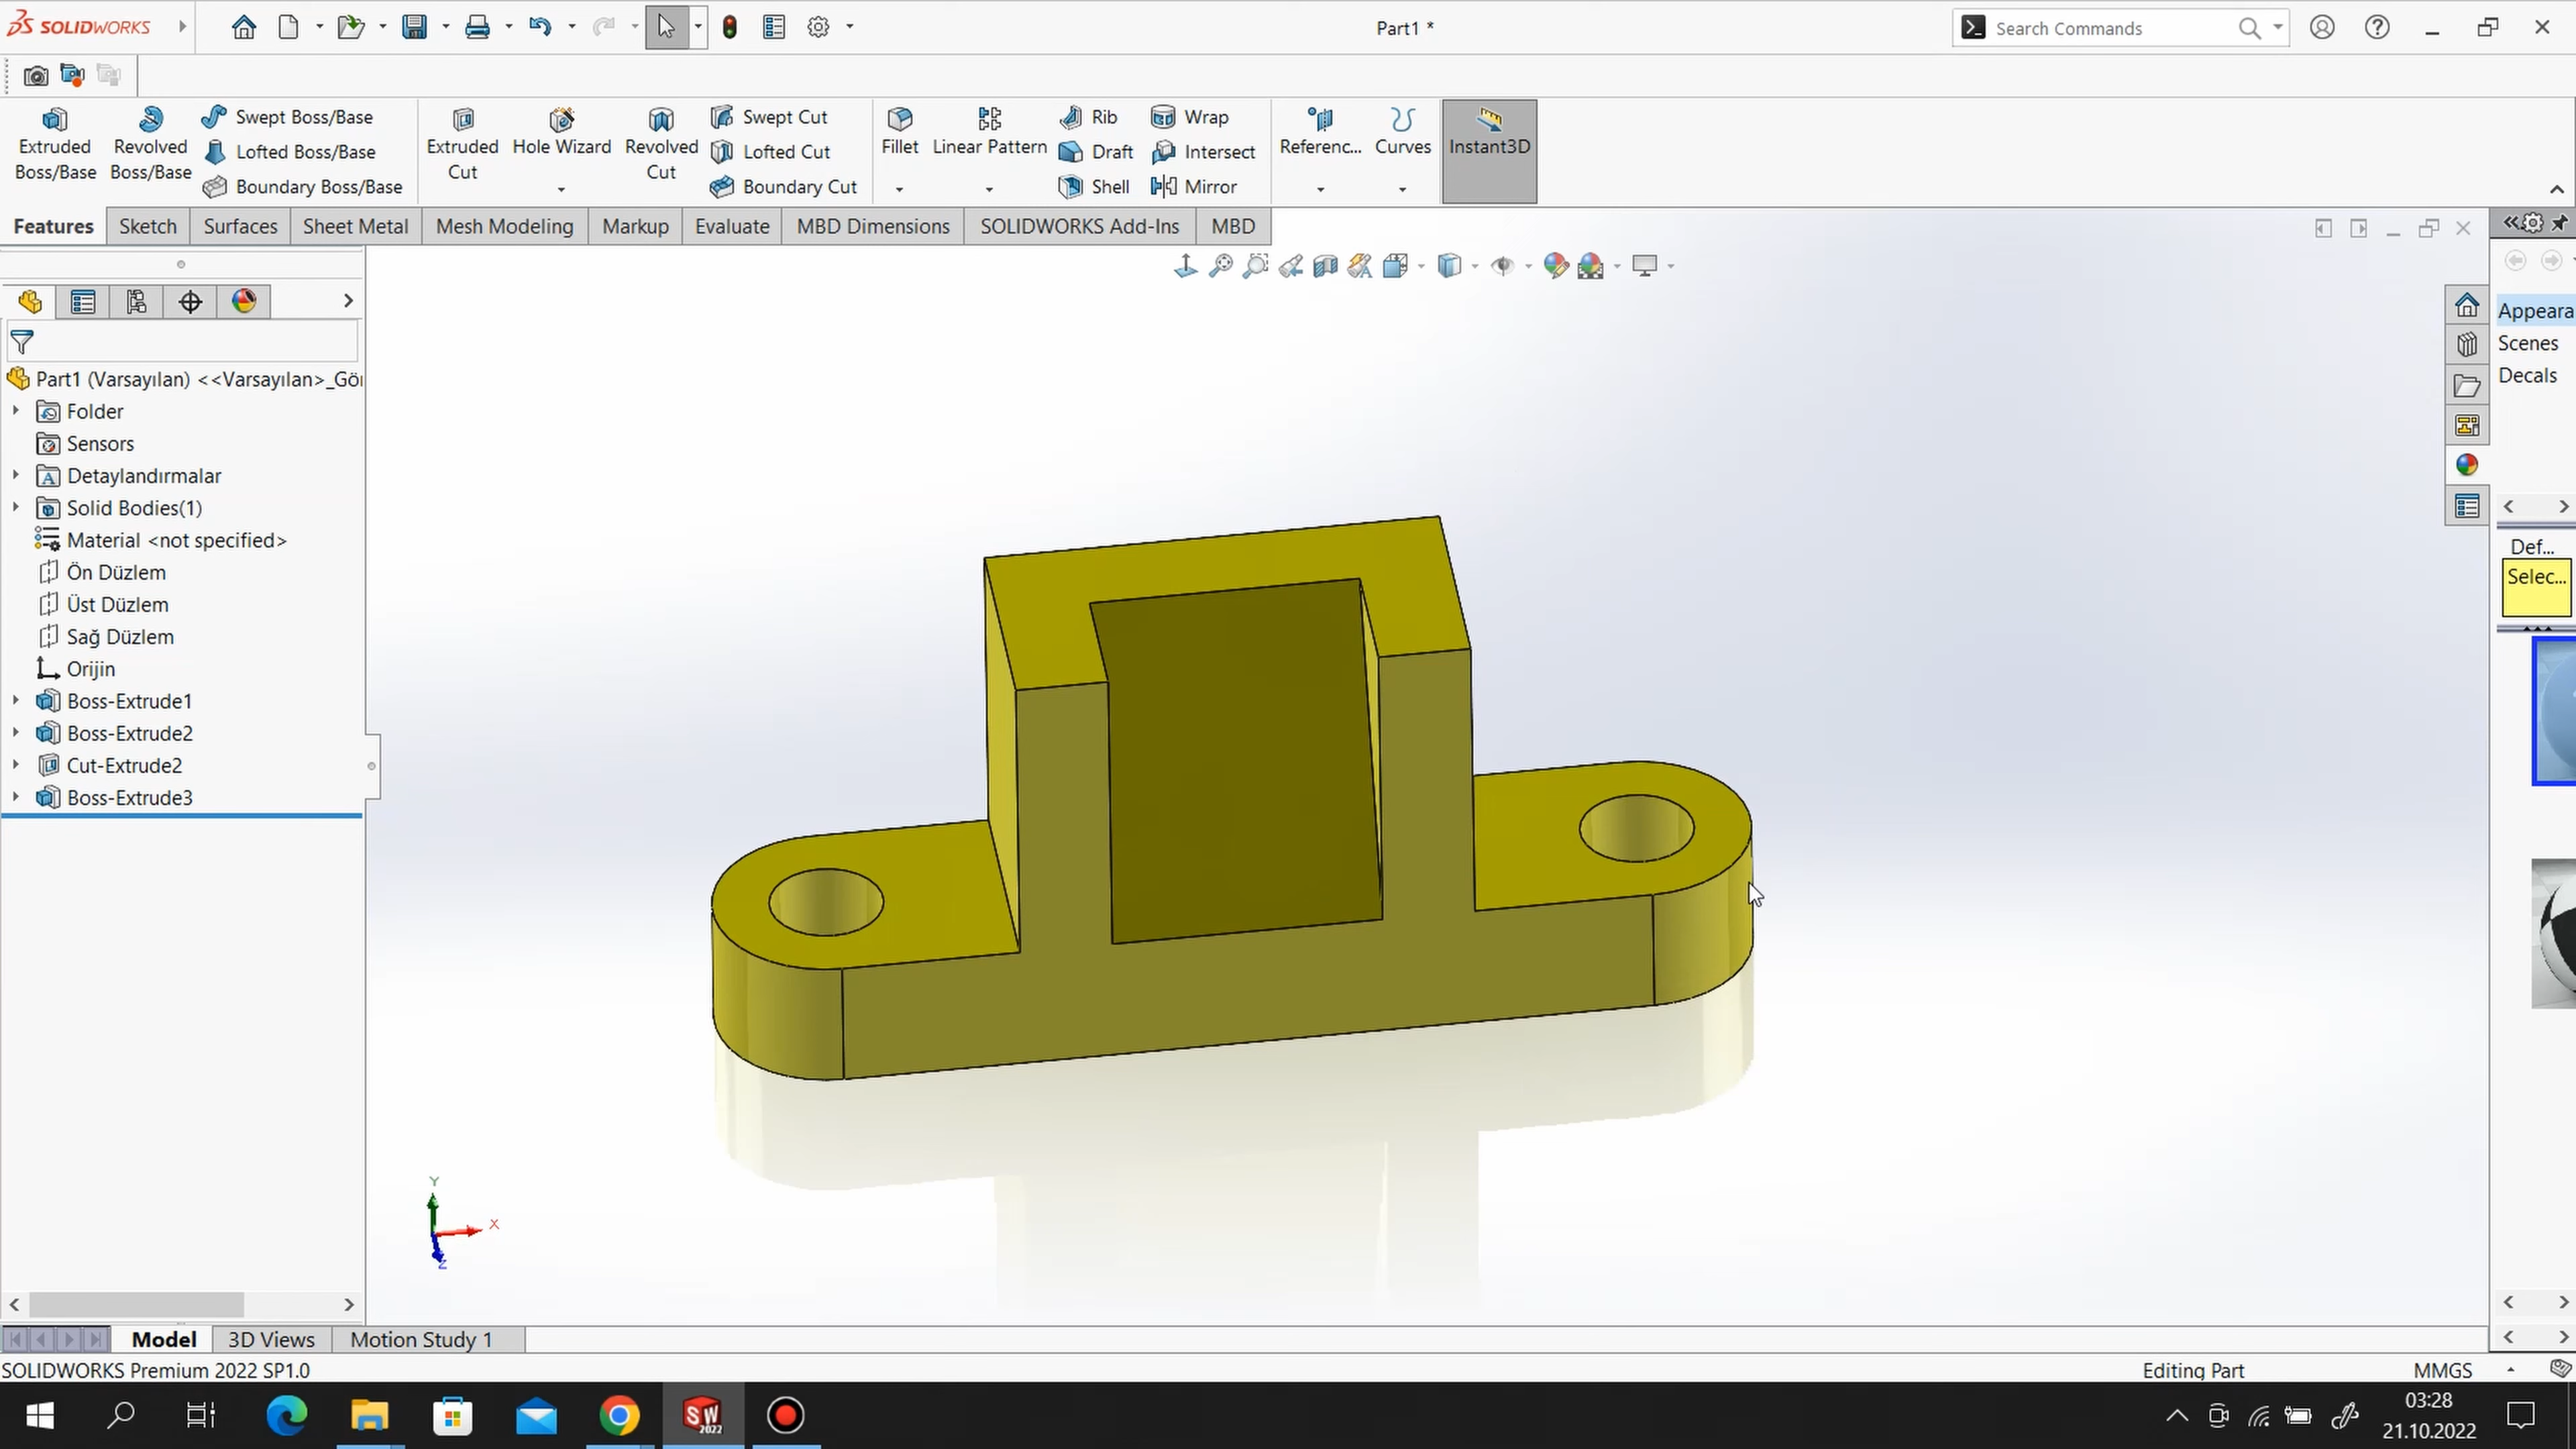 SOLIDWORKS
Part1 *
Search Commands
Extruded Boss/Base
Revolved Boss/Base
Swept Boss/Base
Lofted Boss/Base
Boundary Boss/Base
Extruded Cut
Hole Wizard
Revolved Cut
Swept Cut
Lofted Cut
Boundary Cut
Fillet
Linear Pattern
Rib
Draft
Shell
Wrap
Intersect
Mirror
Referenc...
Curves
Instant3D
Features
Sketch
Surfaces
Sheet Metal
Mesh Modeling
Markup
Evaluate
MBD Dimensions
SOLIDWORKS Add-Ins
MBD
Part1 (Varsayılan) <<Varsayılan>_Gö
Folder
Sensors
Detaylandırmalar
Solid Bodies(1)
Material <not specified>
Ön Düzlem
Üst Düzlem
Sağ Düzlem
Orijin
Boss-Extrude1
Boss-Extrude2
Cut-Extrude2
Boss-Extrude3
Appeara
Scenes
Decals
Def...
Selec...
Y
X
Z
Model
3D Views
Motion Study 1
SOLIDWORKS Premium 2022 SP1.0
Editing Part
MMGS
SW
2022
03:28
21.10.2022